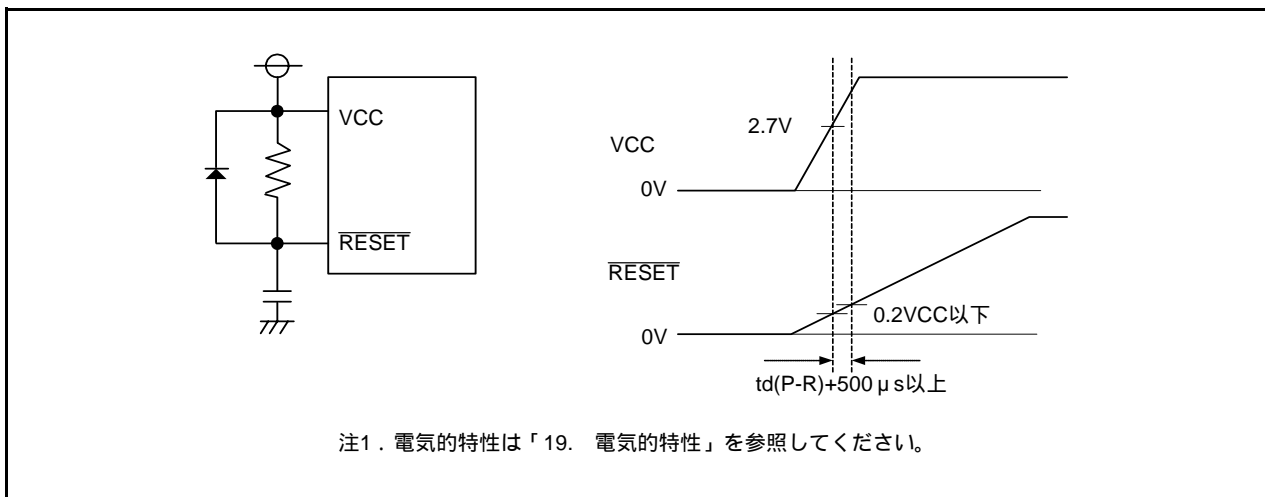 VCC
RESET
2.7V
VCC
0V
RESET
0.2VCC以下
0V
td(P-R)+500μs以上
注1．電気的特性は「19.　電気的特性」を参照してください。